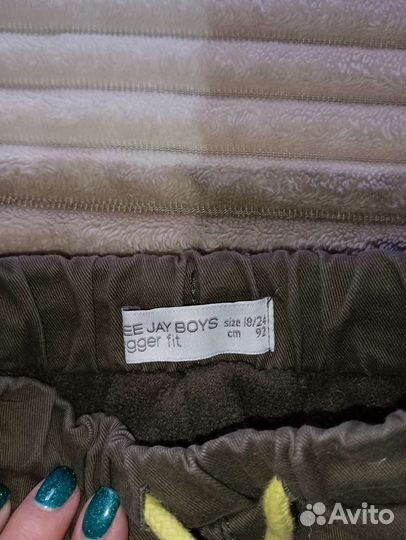 EE JAY BOYS size 18/24
gger fit cm 92
Avito